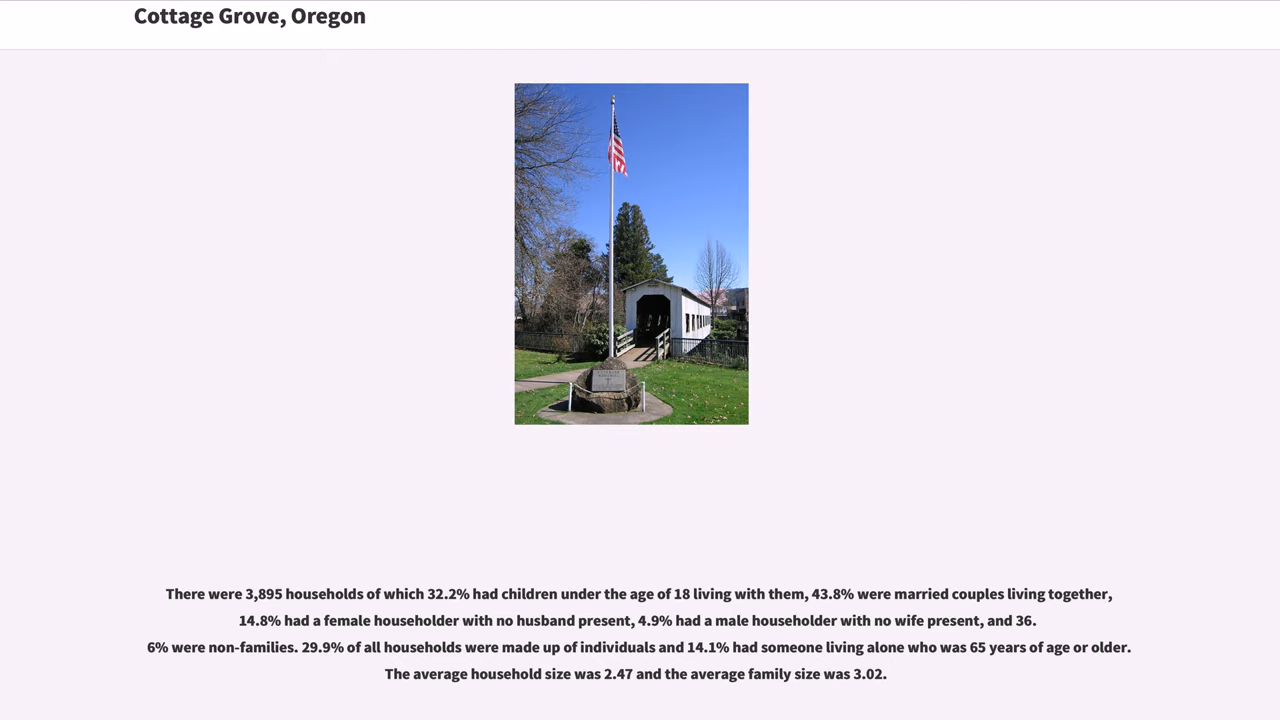 Cottage Grove, Oregon
There were 3,895 households of which 32.2% had children under the age of 18 living with them, 43.8% were married couples living together,
14.8% had a female householder with no husband present, 4.9% had a male householder with no wife present, and 36.
6% were non-families. 29.9% of all households were made up of individuals and 14.1% had someone living alone who was 65 years of age or older.
The average household size was 2.47 and the average family size was 3.02.